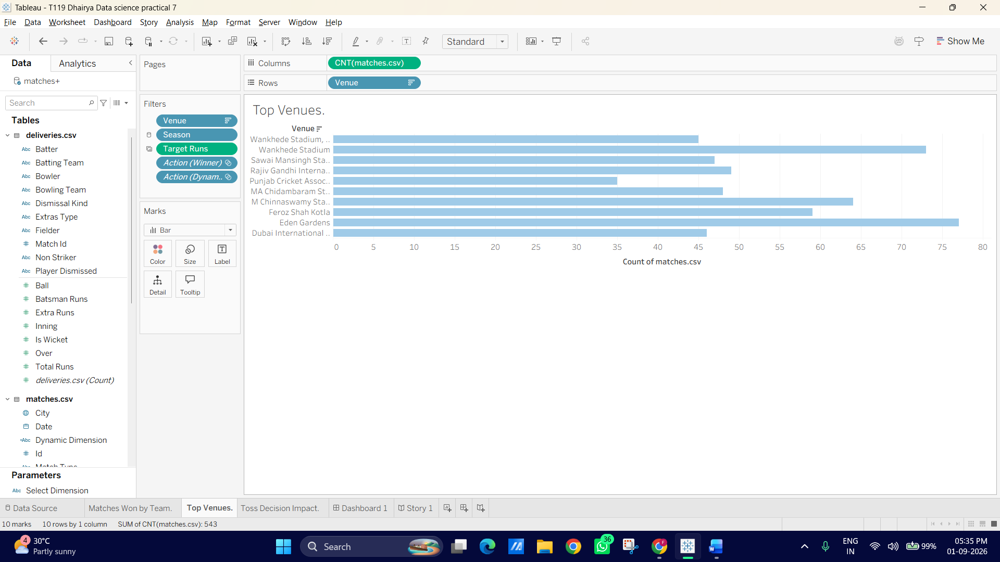 Tableau - T119 Dhairya Data science practical 7
File Data Worksheet Dashboard Story Analysis Map Format Server Window Help
Standard
Show Me
Data
Analytics
matches+
Search
Tables
deliveries.csv
Abc Batter
Abc Batting Team
Abc Bowler
Abc Bowling Team
Abc Dismissal Kind
Abc Extras Type
Abc Fielder
# Match Id
Abc Non Striker
Abc Player Dismissed
# Ball
# Batsman Runs
# Extra Runs
# Inning
# Is Wicket
# Over
# Total Runs
# deliveries.csv (Count)
matches.csv
City
Date
=Abc Dynamic Dimension
# Id
Abc Match Type
Parameters
Abc Select Dimension
Pages
Filters
Venue
Season
Target Runs
Action (Winner)
Action (Dynam..
Marks
Bar
Color
Size
Label
Detail
Tooltip
Columns
CNT(matches.csv)
Rows
Venue
Top Venues.
Venue
Wankhede Stadium, ..
Wankhede Stadium
Sawai Mansingh Sta..
Rajiv Gandhi Interna..
Punjab Cricket Assoc..
MA Chidambaram St..
M Chinnaswamy Sta..
Feroz Shah Kotla
Eden Gardens
Dubai International ..
0 5 10 15 20 25 30 35 40 45 50 55 60 65 70 75 80
Count of matches.csv
Data Source
Matches Won by Team.
Top Venues.
Toss Decision Impact.
Dashboard 1
Story 1
10 marks
10 rows by 1 column
SUM of CNT(matches.csv): 543
4
30°C
Partly sunny
Search
36
F
W
ENG
IN
99%
05:35 PM
01-09-2026